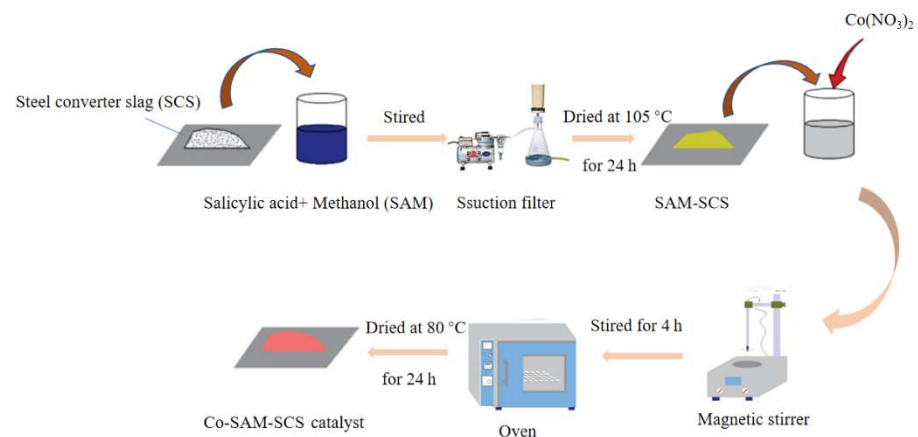 Co(NO3)2
Steel converter slag (SCS)
Stired
Dried at 105 °C
for 24 h
Salicylic acid+ Methanol (SAM)
Ssuction filter
SAM-SCS
Dried at 80 °C
for 24 h
Stired for 4 h
Co-SAM-SCS catalyst
Oven
Magnetic stirrer